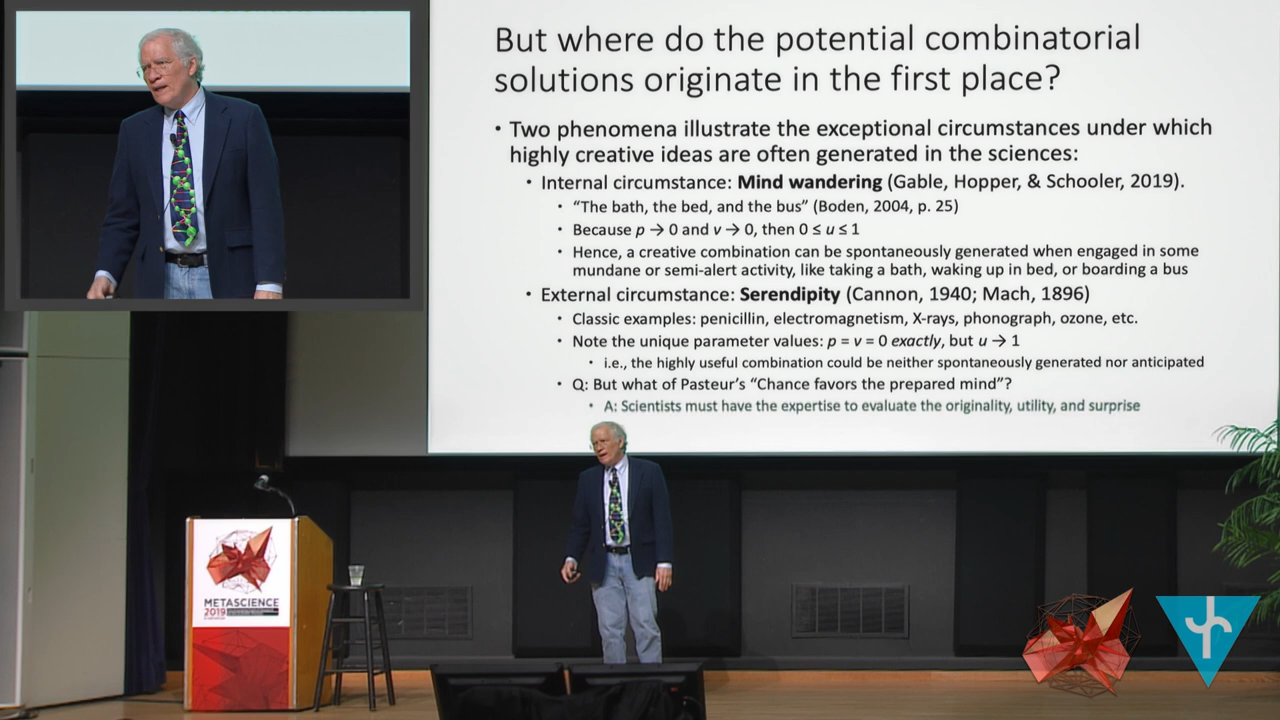 But where do the potential combinatorial
solutions originate in the first place?
• Two phenomena illustrate the exceptional circumstances under which
highly creative ideas are often generated in the sciences:
• Internal circumstance: Mind wandering (Gable, Hopper, & Schooler, 2019).
• “The bath, the bed, and the bus” (Boden, 2004, p. 25)
• Because p → 0 and v → 0, then 0 ≤ u ≤ 1
• Hence, a creative combination can be spontaneously generated when engaged in some
mundane or semi-alert activity, like taking a bath, waking up in bed, or boarding a bus
• External circumstance: Serendipity (Cannon, 1940; Mach, 1896)
• Classic examples: penicillin, electromagnetism, X-rays, phonograph, ozone, etc.
• Note the unique parameter values: p = v = 0 exactly, but u → 1
• i.e., the highly useful combination could be neither spontaneously generated nor anticipated
• Q: But what of Pasteur’s “Chance favors the prepared mind”?
• A: Scientists must have the expertise to evaluate the originality, utility, and surprise
METASCIENCE
2019